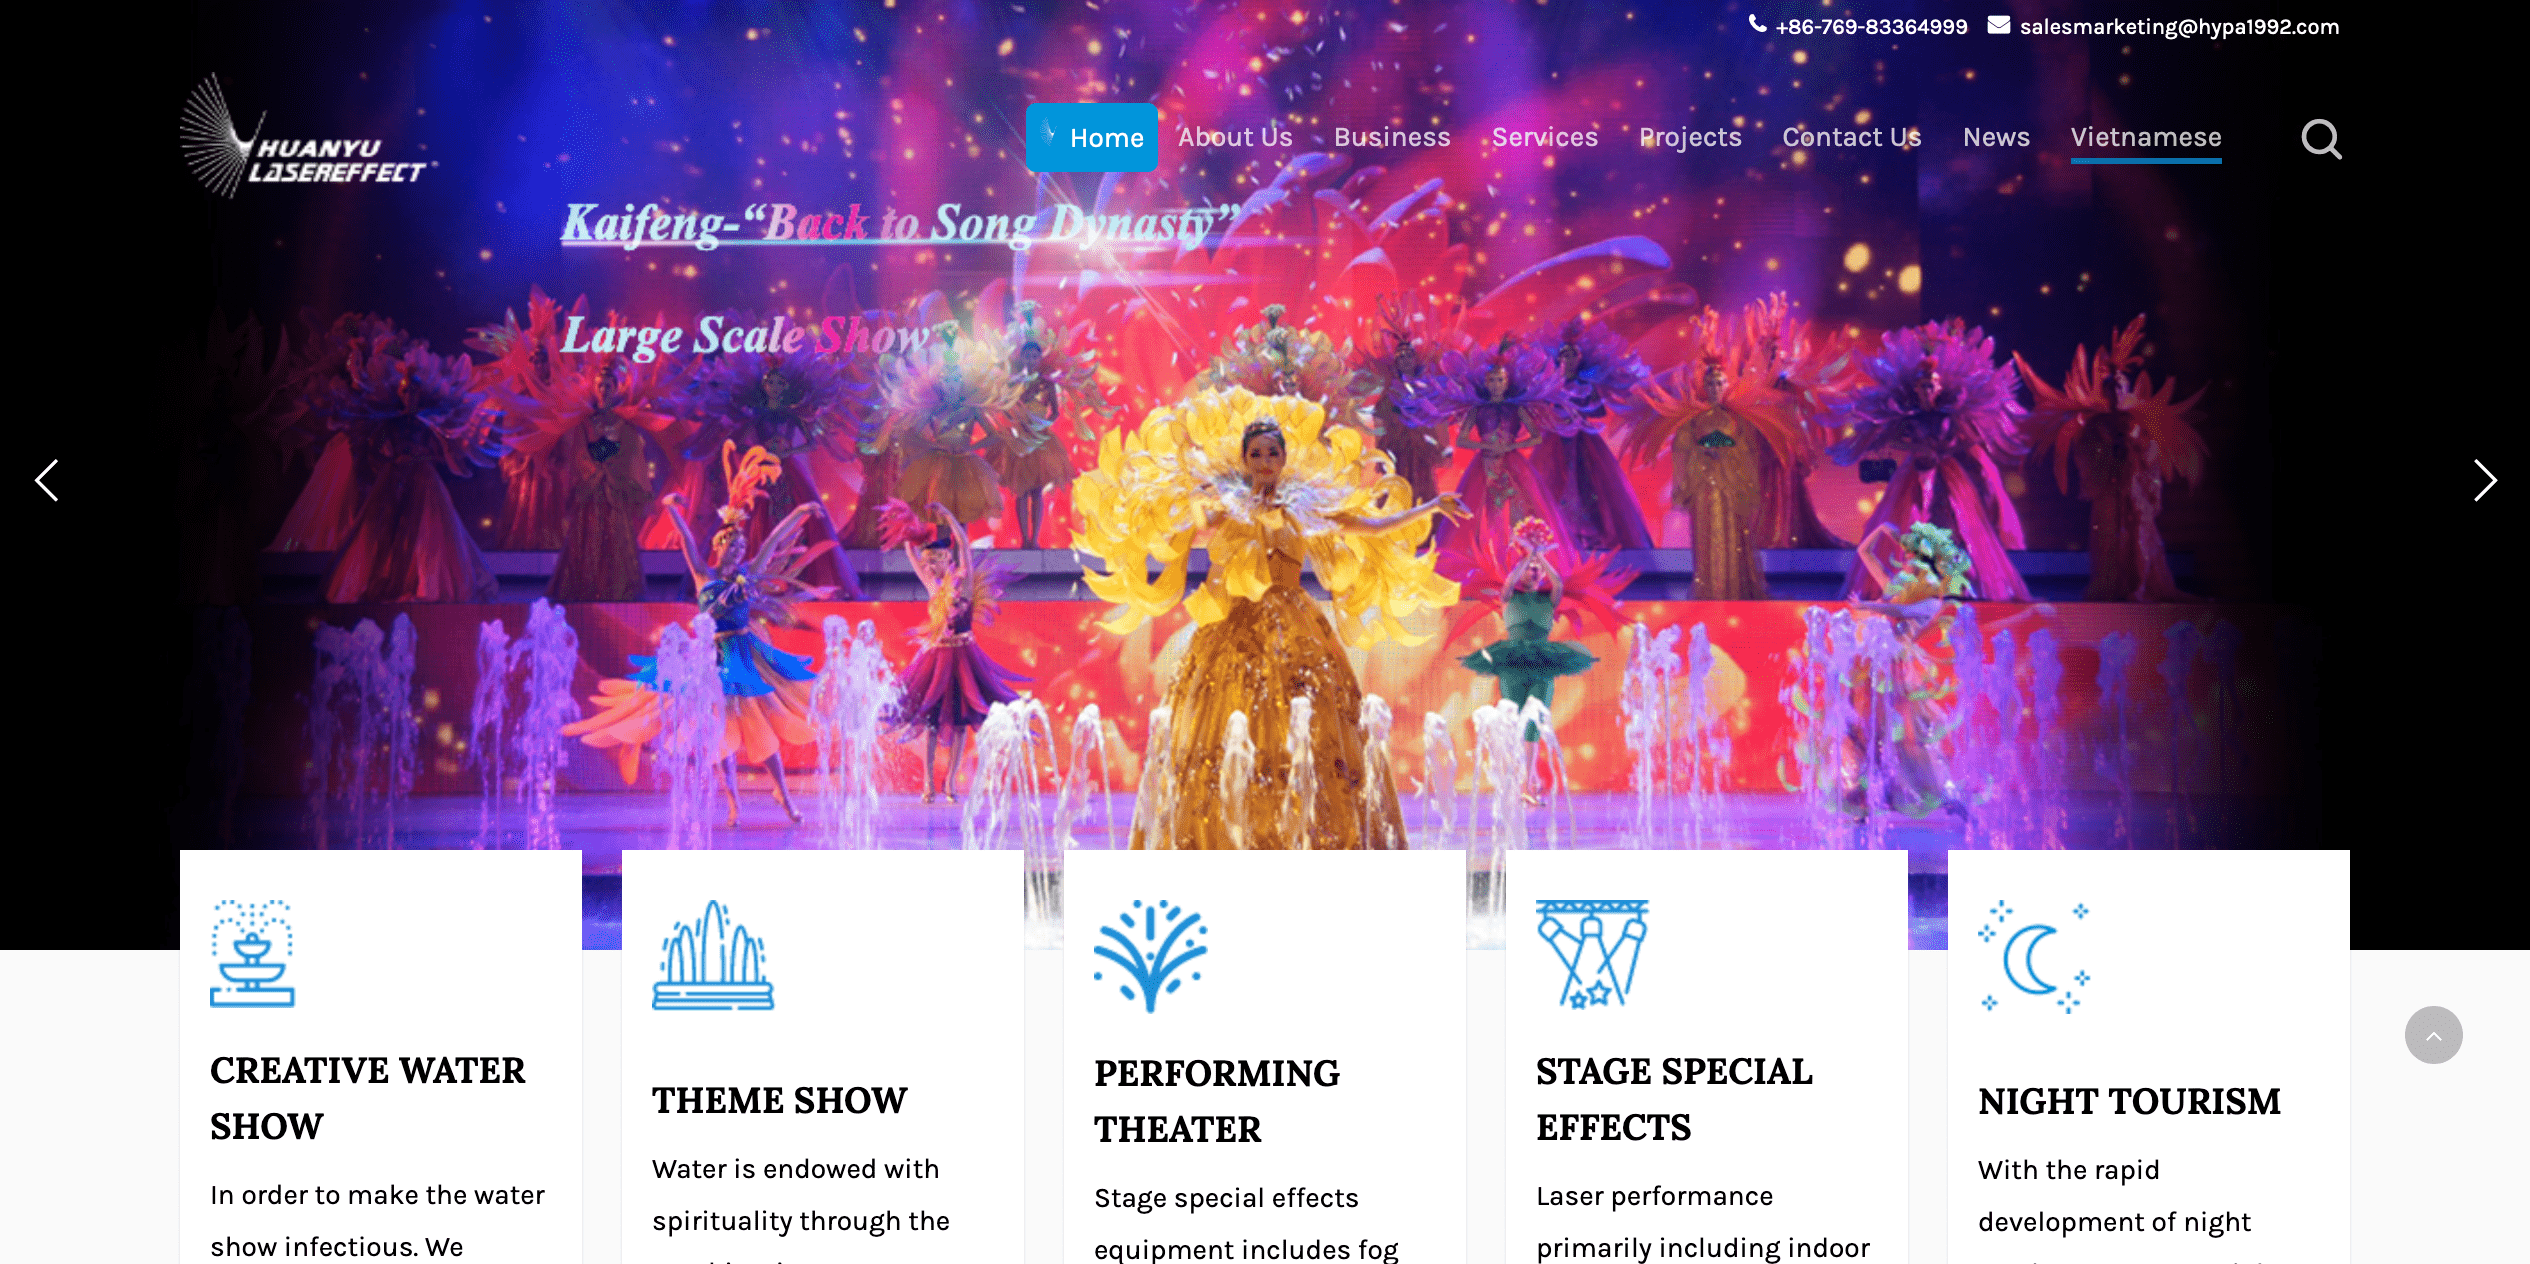 +86-769-83364999 salesmarketing@hypa1992.com
HUANYU
LASEREFFECT
Home About Us Business Services Projects Contact Us News Vietnamese
Kaifeng-“Back to Song Dynasty”
Large Scale Show
CREATIVE WATER
SHOW
In order to make the water
show infectious. We
THEME SHOW
Water is endowed with
spirituality through the
PERFORMING
THEATER
Stage special effects
equipment includes fog
STAGE SPECIAL
EFFECTS
Laser performance
primarily including indoor
NIGHT TOURISM
With the rapid
development of night